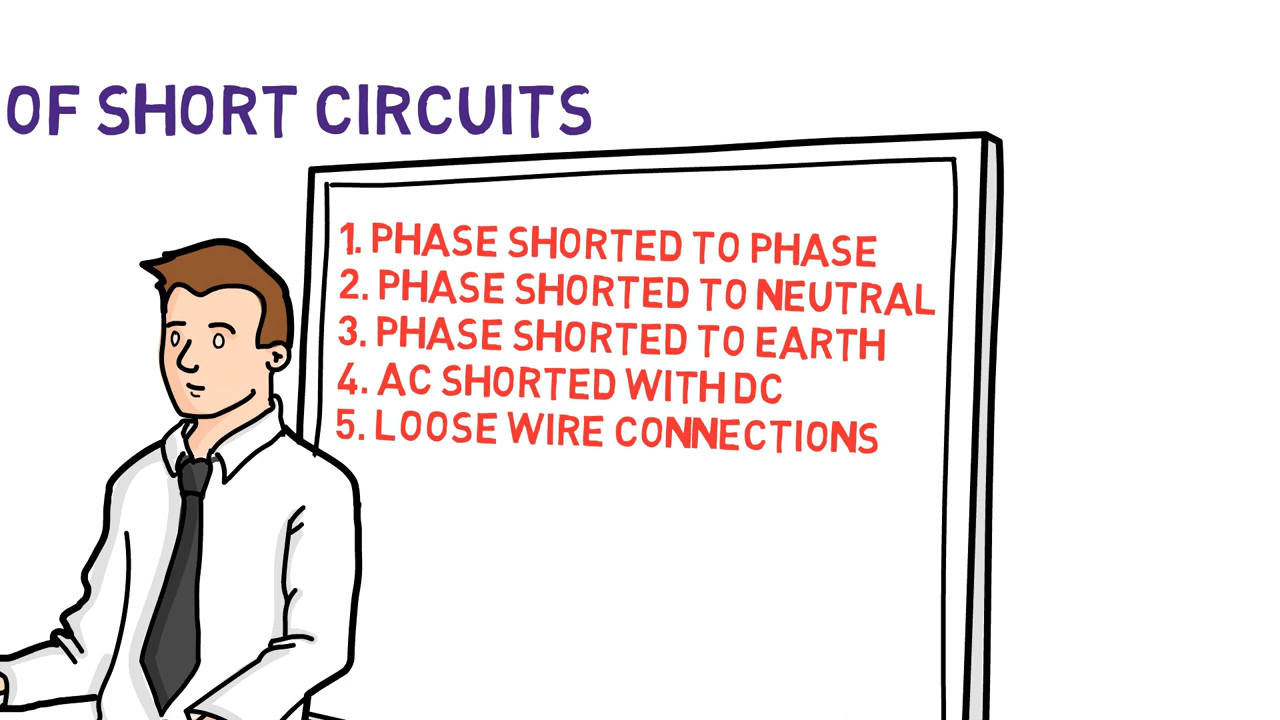 OF SHORT CIRCUITS
1. PHASE SHORTED TO PHASE
2. PHASE SHORTED TO NEUTRAL
3. PHASE SHORTED TO EARTH
4. AC SHORTED WITH DC
5. LOOSE WIRE CONNECTIONS